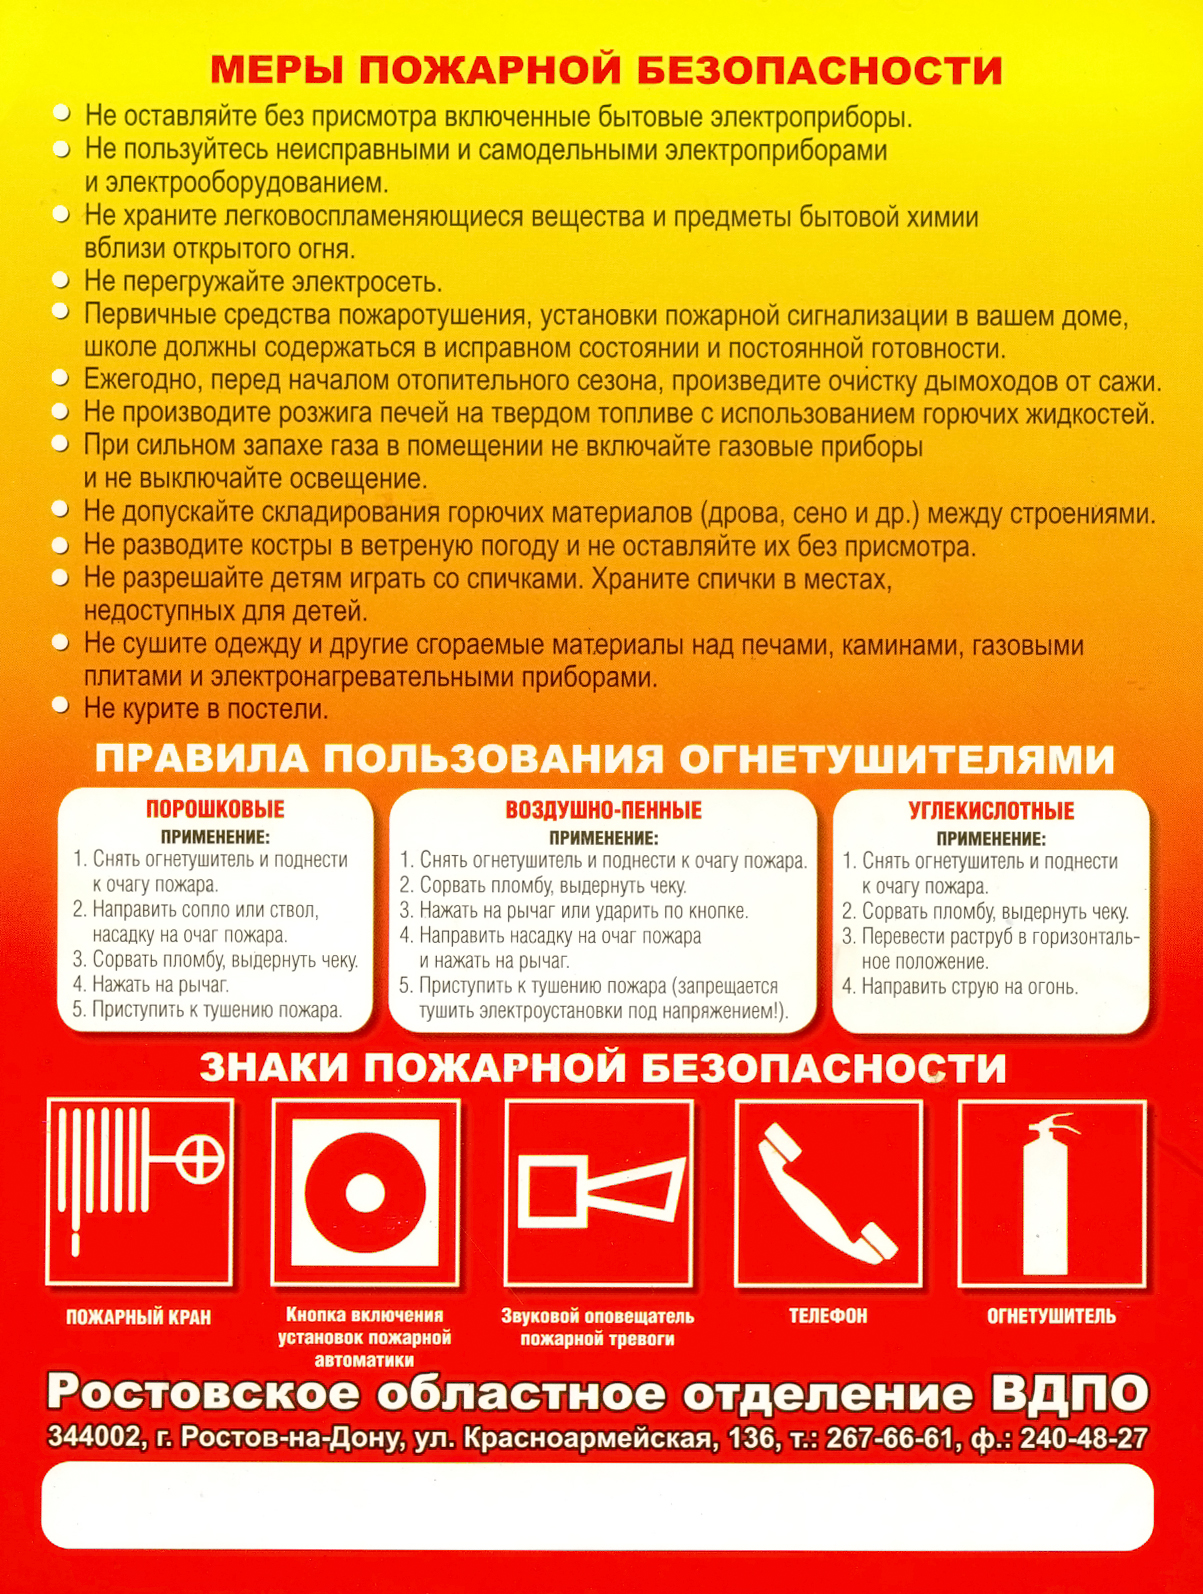 МЕРЫ ПОЖАРНОЙ БЕЗОПАСНОСТИ
Не оставляйте без присмотра включенные бытовые электроприборы.
Не пользуйтесь неисправными и самодельными электроприборами
и электрооборудованием.
Не храните легковоспламеняющиеся вещества и предметы бытовой химии
вблизи открытого огня.
Не перегружайте электросеть.
Первичные средства пожаротушения, установки пожарной сигнализации в вашем доме,
школе должны содержаться в исправном состоянии и постоянной готовности.
Ежегодно, перед началом отопительного сезона, произведите очистку дымоходов от сажи.
Не производите розжига печей на твердом топливе с использованием горючих жидкостей.
При сильном запахе газа в помещении не включайте газовые приборы
и не выключайте освещение.
Не допускайте складирования горючих материалов (дрова, сено и др.) между строениями.
Не разводите костры в ветреную погоду и не оставляйте их без присмотра.
Не разрешайте детям играть со спичками. Храните спички в местах,
недоступных для детей.
Не сушите одежду и другие сгораемые материалы над печами, каминами, газовыми
плитами и электронагревательными приборами.
Не курите в постели.
ПРАВИЛА ПОЛЬЗОВАНИЯ ОГНЕТУШИТЕЛЯМИ
ПОРОШКОВЫЕ
ПРИМЕНЕНИЕ:
1. Снять огнетушитель и поднести
к очагу пожара.
2. Направить сопло или ствол,
насадку на очаг пожара.
3. Сорвать пломбу, выдернуть чеку.
4. Нажать на рычаг.
5. Приступить к тушению пожара.
ВОЗДУШНО-ПЕННЫЕ
ПРИМЕНЕНИЕ:
1. Снять огнетушитель и поднести к очагу пожара.
2. Сорвать пломбу, выдернуть чеку.
3. Нажать на рычаг или ударить по кнопке.
4. Направить насадку на очаг пожара
и нажать на рычаг.
5. Приступить к тушению пожара (запрещается
тушить электроустановки под напряжением!).
УГЛЕКИСЛОТНЫЕ
ПРИМЕНЕНИЕ:
1. Снять огнетушитель и поднести
к очагу пожара.
2. Сорвать пломбу, выдернуть чеку.
3. Перевести раструб в горизонталь-
ное положение.
4. Направить струю на огонь.
ЗНАКИ ПОЖАРНОЙ БЕЗОПАСНОСТИ
ПОЖАРНЫЙ КРАН
Кнопка включения
установок пожарной
автоматики
Звуковой оповещатель
пожарной тревоги
ТЕЛЕФОН
ОГНЕТУШИТЕЛЬ
Ростовское областное отделение ВДПО
344002, г. Ростов-на-Дону, ул. Красноармейская, 136, т.: 267-66-61, ф.: 240-48-27